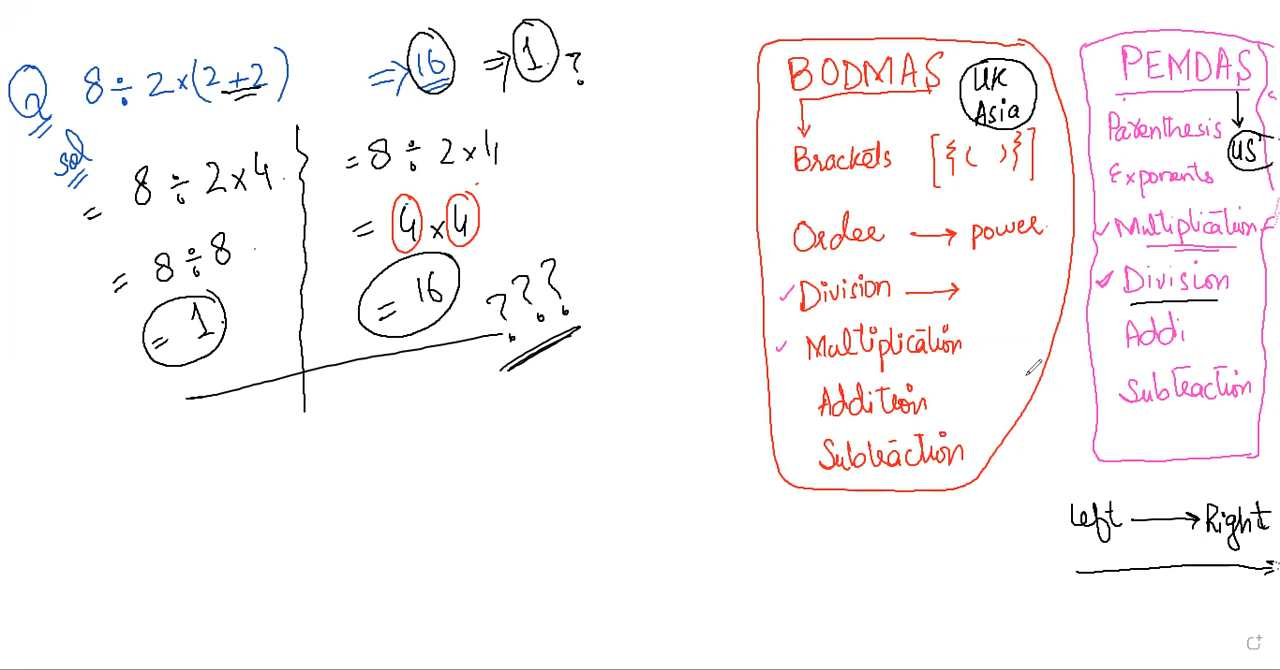 Q 8 ÷ 2 × (2 + 2) => 16 => 1 ?
Sol
= 8 ÷ 2 × 4
= 8 ÷ 8
= 1
= 8 ÷ 2 × 4
= 4 × 4
= 16
? ? ?
BODMAS
UK
Asia
Brackets [ { ( ) } ]
Order → power
✓ Division →
✓ Multiplication
Addition
Subtraction
PEMDAS
Parenthesis
US
Exponents
✓ Multiplication
✓ Division
Addi
Subtraction
Left → Right